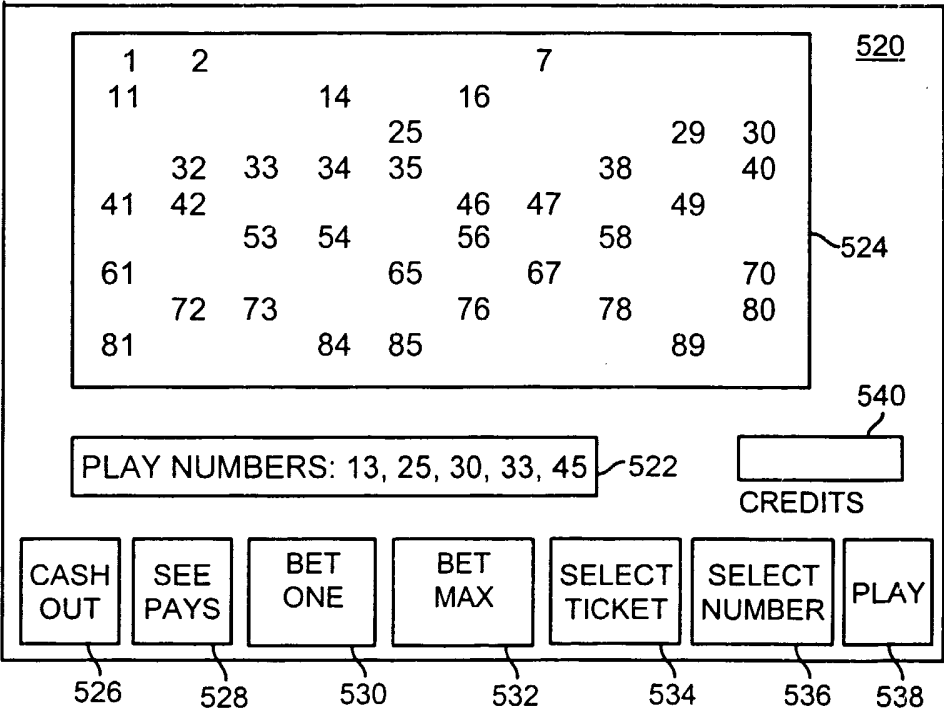 520
1 2 7
11 14 16
25 29 30
32 33 34 35 38 40
41 42 46 47 49
53 54 56 58
524
61 65 67 70
72 73 76 78 80
81 84 85 89
540
PLAY NUMBERS: 13, 25, 30, 33, 45
522
CREDITS
CASH
OUT
SEE
PAYS
BET
ONE
BET
MAX
SELECT
TICKET
SELECT
NUMBER
PLAY
526 528 530 532 534 536 538